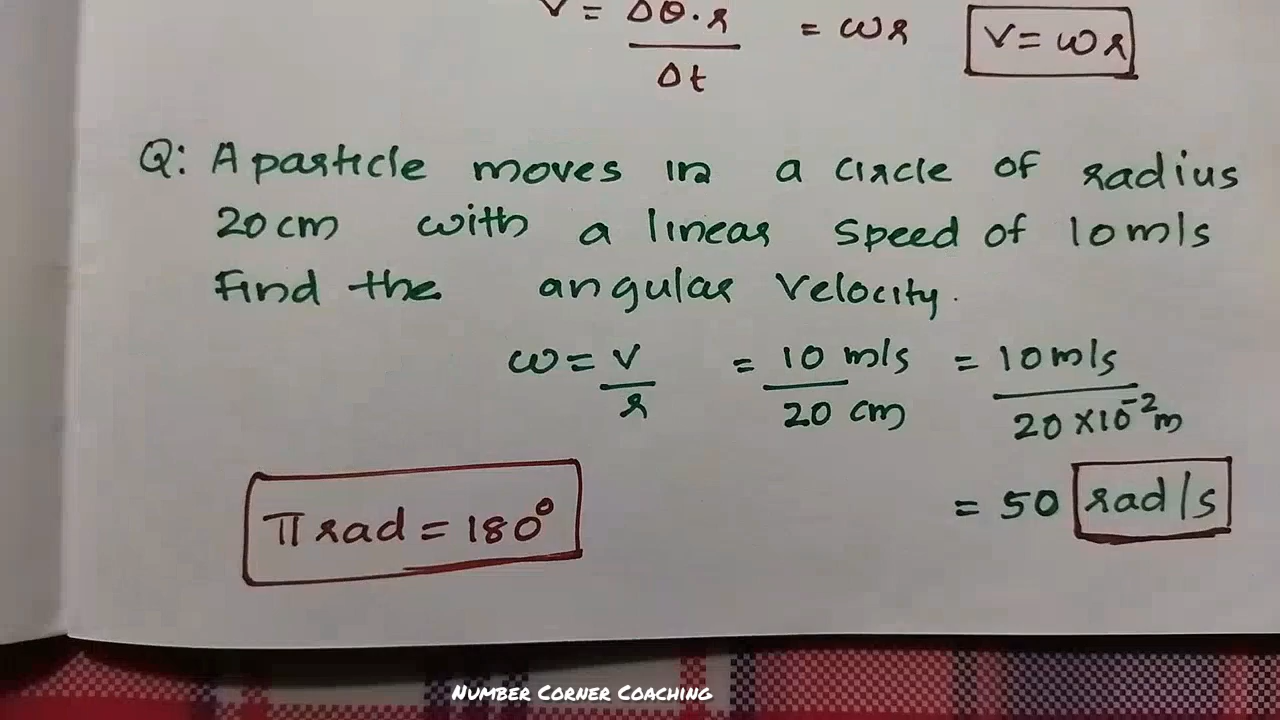 V = Δθ.r / Δt = ωr V = ωr
Q: A particle moves in a circle of radius
20 cm with a linear speed of 10 m/s
Find the angular velocity.
ω = V / r = 10 m/s / 20 cm = 10 m/s / 20 × 10⁻² m
= 50 rad/s
π rad = 180°
NUMBER CORNER COACHING